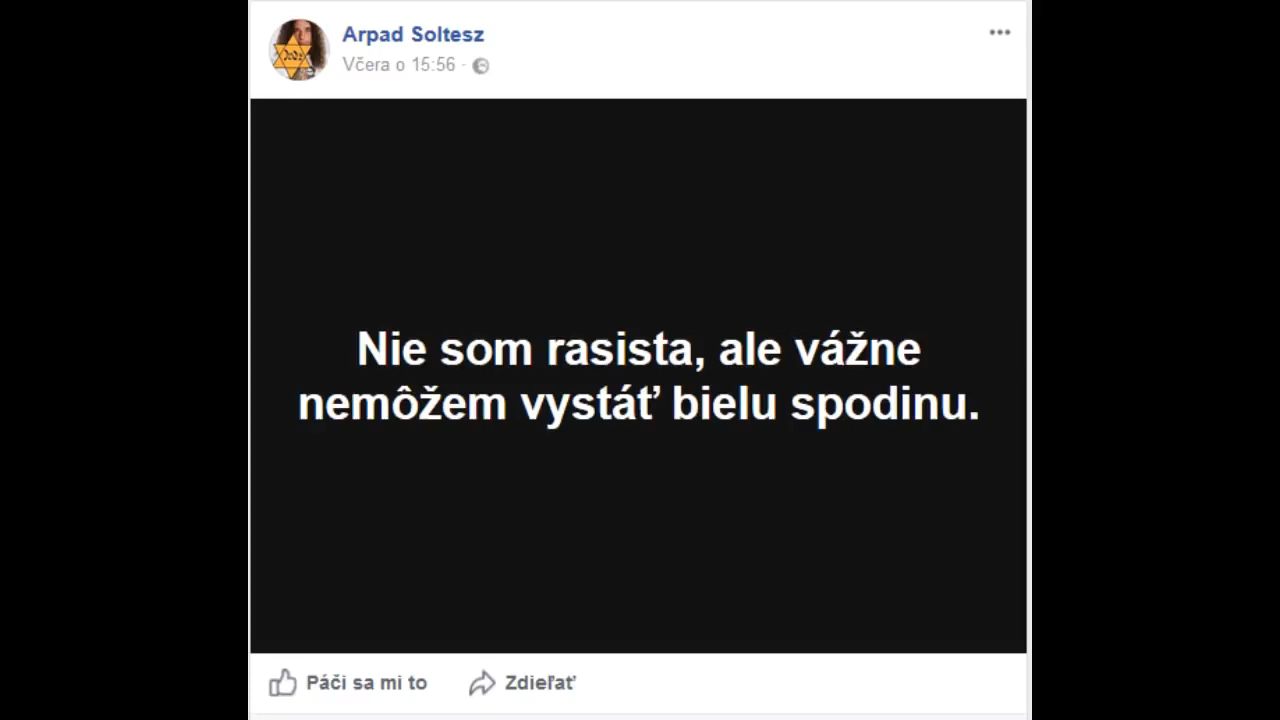 Arpad Soltesz
Včera o 15:56 ·
Nie som rasista, ale vážne
nemôžem vystáť bielu spodinu.
Páči sa mi to
Zdieľať